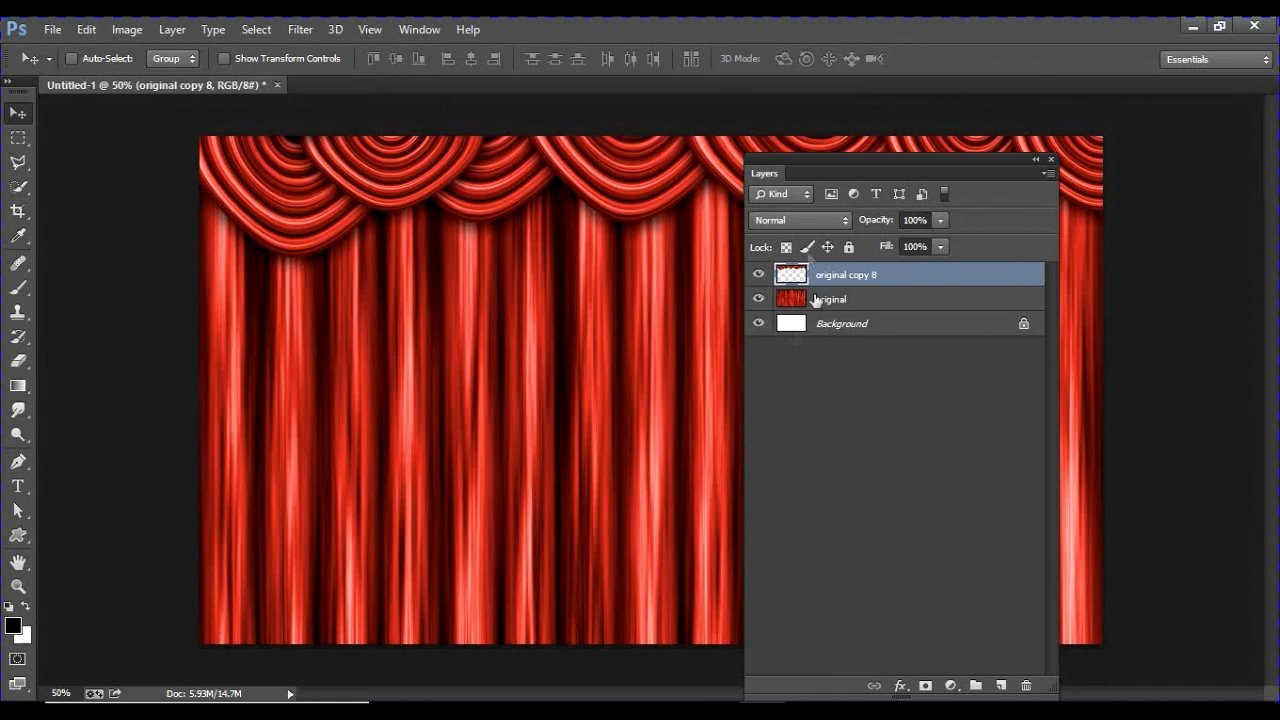 Ps File Edit Image Layer Type Select Filter 3D View Window Help
Auto-Select: Group Show Transform Controls 3D Mode: Essentials
Untitled-1 @ 50% (original copy 8, RGB/8#) * ×
Layers
Kind
Normal Opacity: 100%
Lock: Fill: 100%
original copy 8
original
Background
50% Doc: 5.93M/14.7M